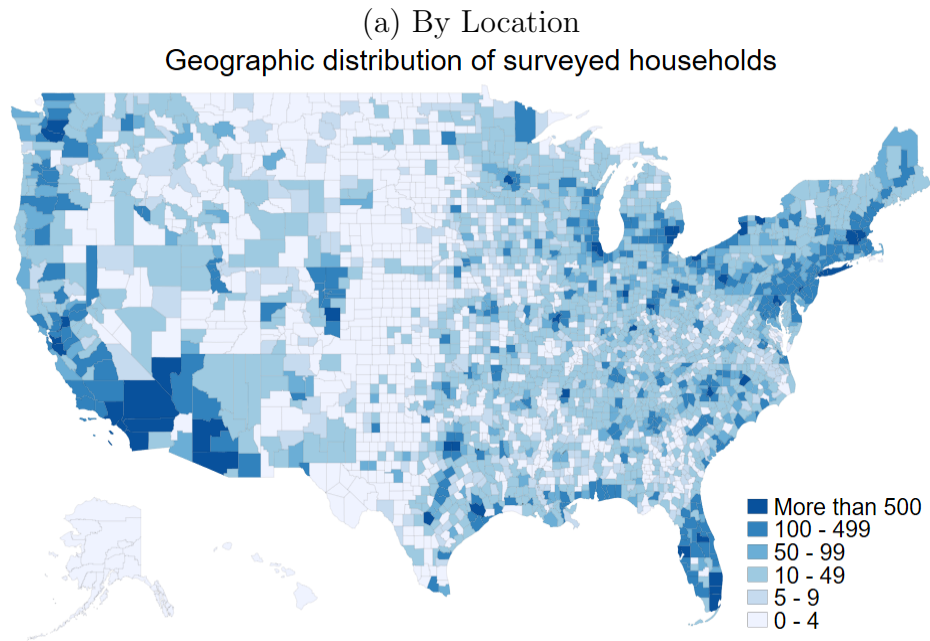 (a) By Location
Geographic distribution of surveyed households
More than 500
100 - 499
50 - 99
10 - 49
5 - 9
0 - 4